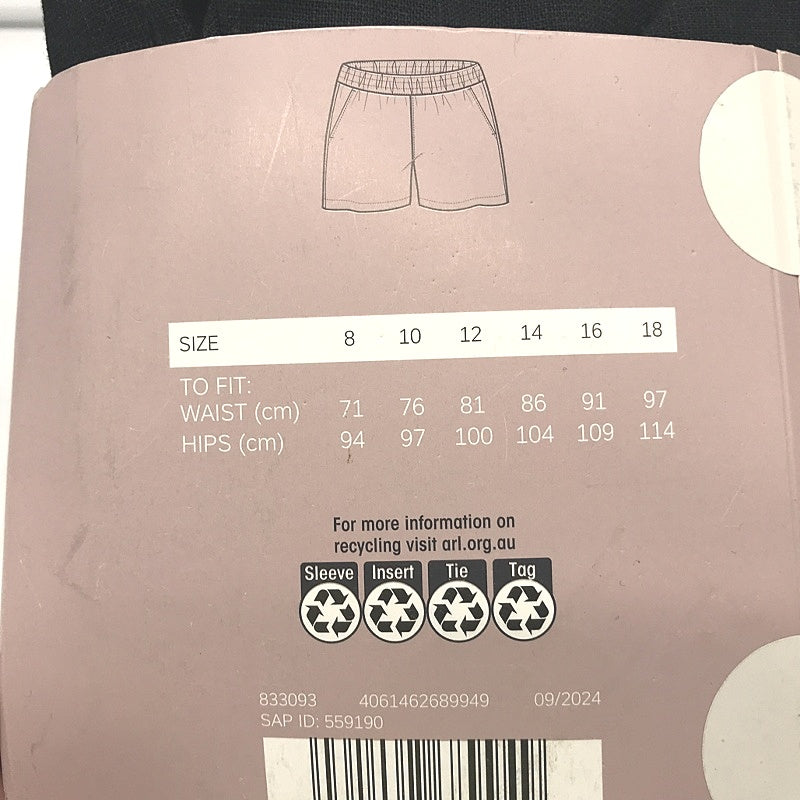 SIZE 8 10 12 14 16 18
TO FIT:
WAIST (cm) 71 76 81 86 91 97
HIPS (cm) 94 97 100 104 109 114
For more information on
recycling visit arl.org.au
Sleeve Insert Tie Tag
833093 4061462689949 09/2024
SAP ID: 559190